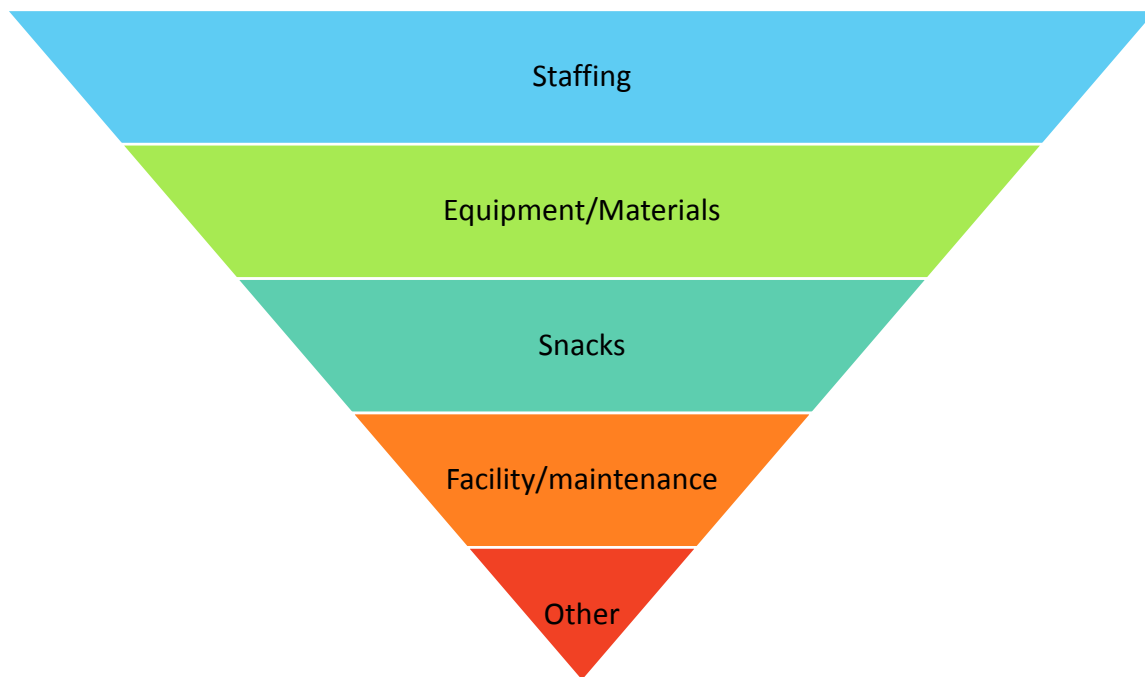 Staffing
Equipment/Materials
Snacks
Facility/maintenance
Other